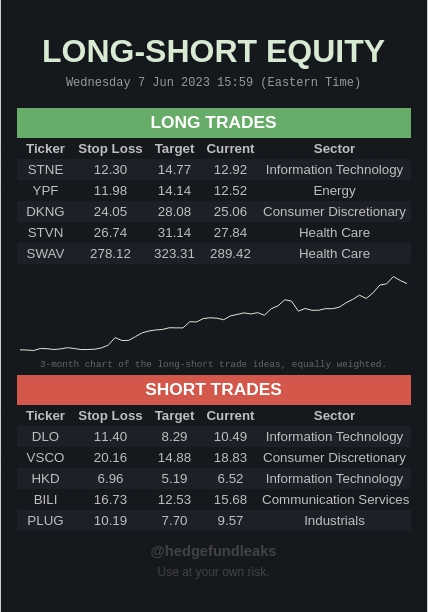 LONG-SHORT EQUITY
Wednesday 7 Jun 2023 15:59 (Eastern Time)
LONG TRADES
Ticker Stop Loss Target Current Sector
STNE 12.30 14.77 12.92 Information Technology
YPF 11.98 14.14 12.52 Energy
DKNG 24.05 28.08 25.06 Consumer Discretionary
STVN 26.74 31.14 27.84 Health Care
SWAV 278.12 323.31 289.42 Health Care
3-month chart of the long-short trade ideas, equally weighted.
SHORT TRADES
Ticker Stop Loss Target Current Sector
DLO 11.40 8.29 10.49 Information Technology
VSCO 20.16 14.88 18.83 Consumer Discretionary
HKD 6.96 5.19 6.52 Information Technology
BILI 16.73 12.53 15.68 Communication Services
PLUG 10.19 7.70 9.57 Industrials
@hedgefundleaks
Use at your own risk.